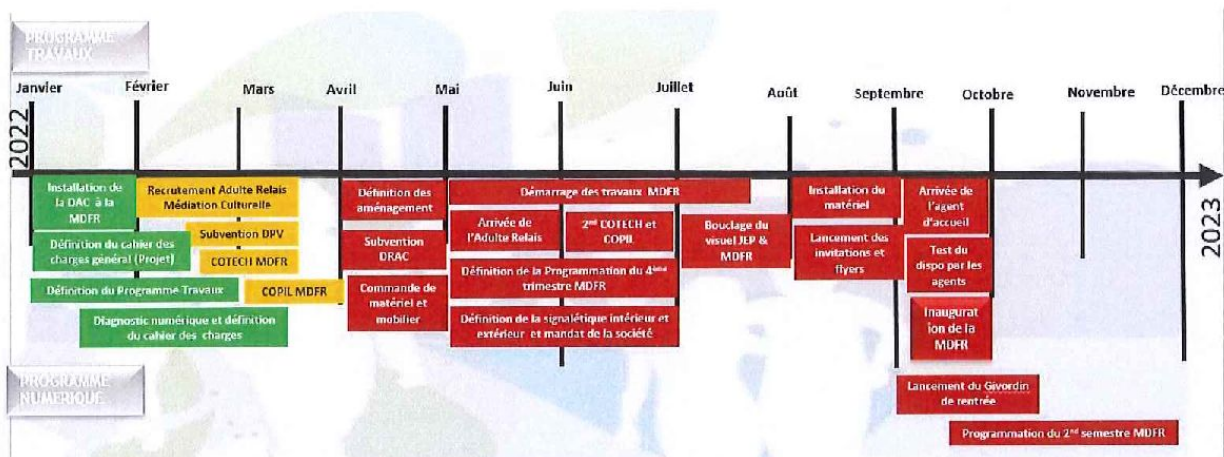 PROGRAMME
TRAVAUX
Janvier
Février
Mars
Avril
Mai
Juin
Juillet
Août
Septembre
Octobre
Novembre
Décembre
2022
2023
Installation de
la DAC à la
MDFR
Recrutement Adulte Relais
Médiation Culturelle
Subvention DPV
Définition du cahier des
charges général (Projet)
COTECH MDFR
Définition du Programme Travaux
COPIL MDFR
Diagnostic numérique et définition
du cahier des charges
Définition des
aménagement
Subvention
DRAC
Commande de
matériel et
mobilier
Démarrage des travaux MDFR
Arrivée de
l'Adulte Relais
2nd COTECH et
COPIL
Définition de la Programmation du 4ème
trimestre MDFR
Définition de la signalétique intérieur et
extérieur et mandat de la société
Bouclage du
visuel JEP &
MDFR
Installation du
matériel
Lancement des
invitations et
flyers
Arrivée de
l'agent
d'accueil
Test du
dispo par les
agents
Inaugurat
ion de la
MDFR
Lancement du Givordin
de rentrée
Programmation du 2nd semestre MDFR
PROGRAMME
NUMERIQUE